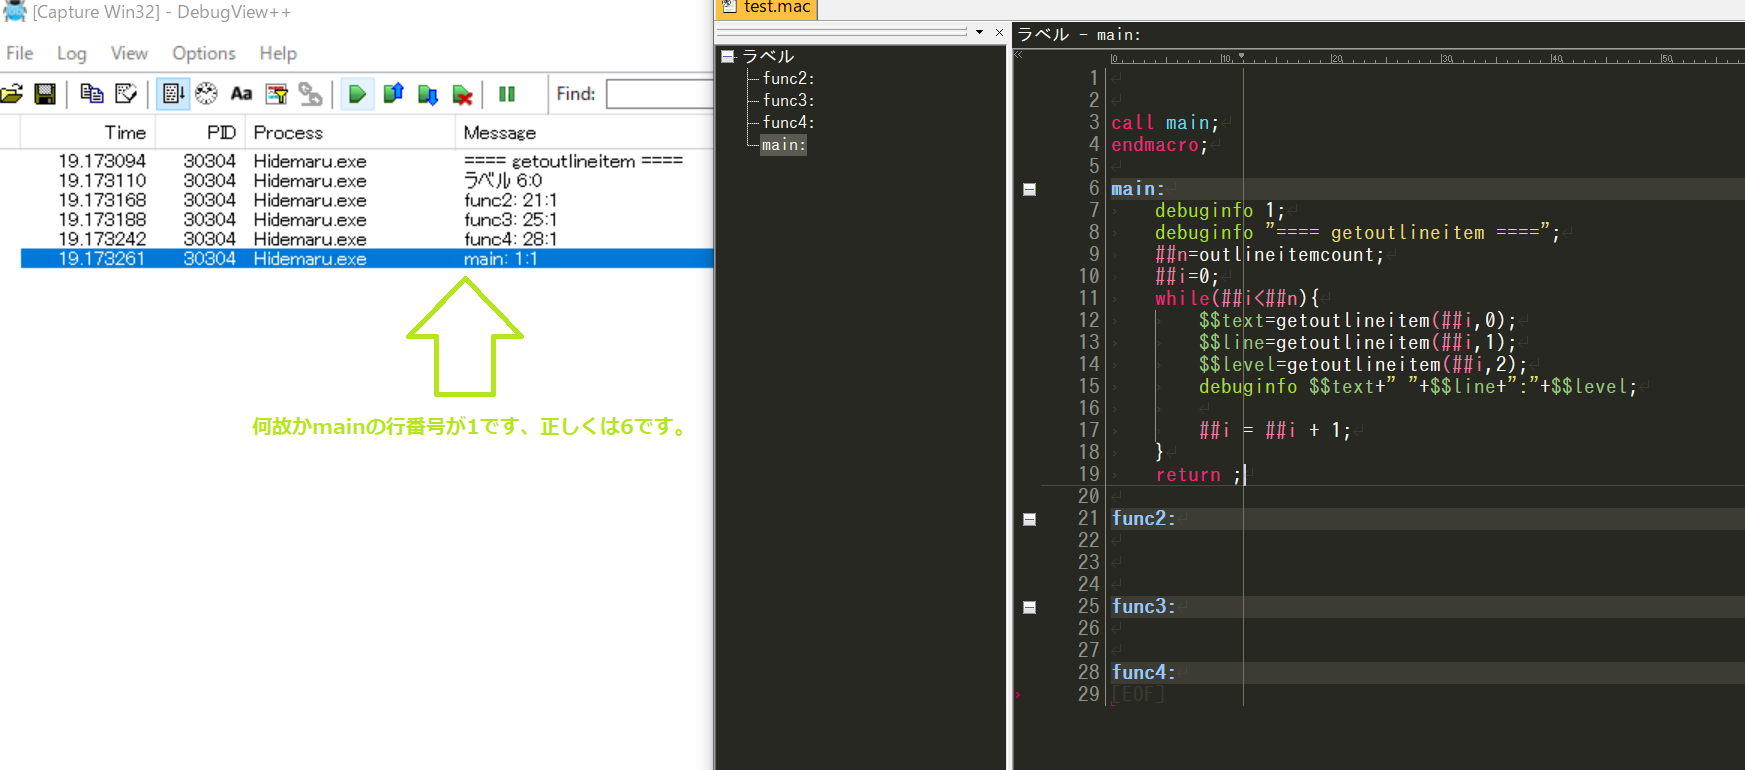 [Capture Win32] - DebugView++
File Log View Options Help
Aa
Find:
Time PID Process Message
19.173094 30304 Hidemaru.exe ==== getoutlineitem ====
19.173110 30304 Hidemaru.exe ラベル 6:0
19.173168 30304 Hidemaru.exe func2: 21:1
19.173188 30304 Hidemaru.exe func3: 25:1
19.173242 30304 Hidemaru.exe func4: 28:1
19.173261 30304 Hidemaru.exe main: 1:1
何故かmainの行番号が1です、正しくは6です。
test.mac
ラベル
func2:
func3:
func4:
main:
ラベル - main:
0 10 20 30 40 50
1
2
3 call main;
4 endmacro;
5
6 main:
7 debuginfo 1;
8 debuginfo "==== getoutlineitem ====";
9 ##n=outlineitemcount;
10 ##i=0;
11 while(##i<##n){
12 $$text=getoutlineitem(##i,0);
13 $$line=getoutlineitem(##i,1);
14 $$level=getoutlineitem(##i,2);
15 debuginfo $$text+" "+$$line+":"+$$level;
16
17 ##i = ##i + 1;
18 }
19 return ;
20
21 func2:
22
23
24
25 func3:
26
27
28 func4:
29 [EOF]